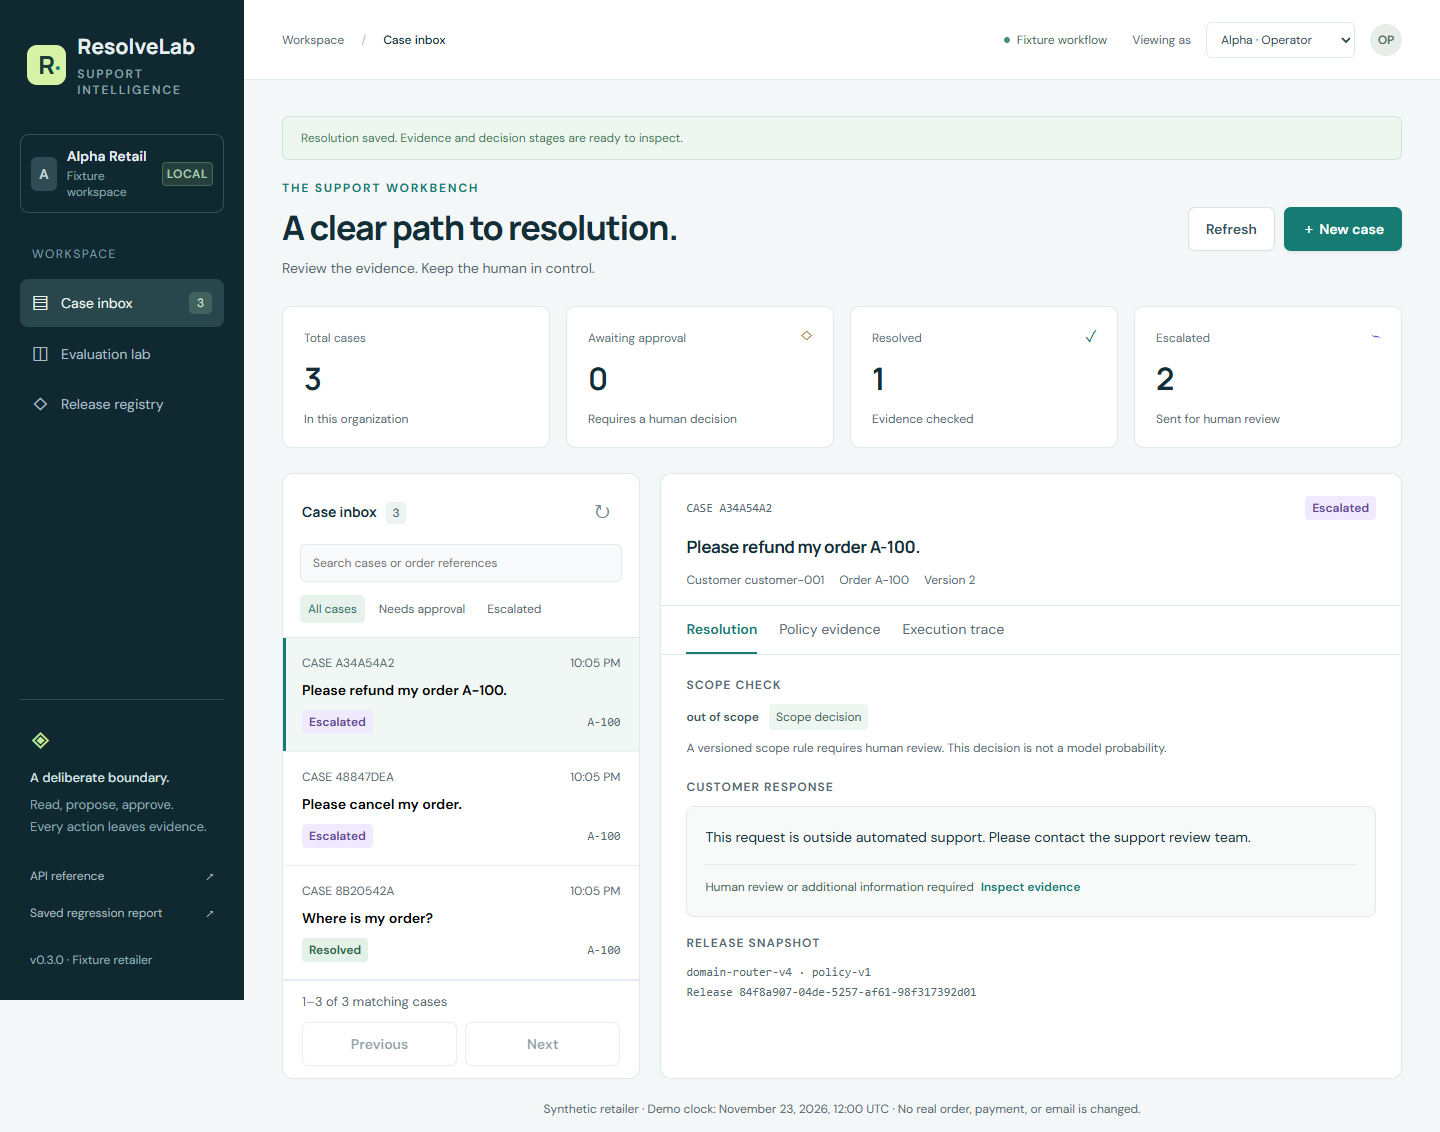 R.
ResolveLab
SUPPORT
INTELLIGENCE
A
Alpha Retail
Fixture
workspace
LOCAL
WORKSPACE
Case inbox
3
Evaluation lab
Release registry
A deliberate boundary.
Read, propose, approve.
Every action leaves evidence.
API reference ↗
Saved regression report ↗
v0.3.0 · Fixture retailer
Workspace / Case inbox
Fixture workflow
Viewing as
Alpha · Operator
OP
Resolution saved. Evidence and decision stages are ready to inspect.
THE SUPPORT WORKBENCH
A clear path to resolution.
Review the evidence. Keep the human in control.
Refresh
+ New case
Total cases
3
In this organization
Awaiting approval
0
Requires a human decision
Resolved
1
Evidence checked
Escalated
2
Sent for human review
Case inbox 3
Search cases or order references
All cases
Needs approval
Escalated
CASE A34A54A2 10:05 PM
Please refund my order A-100.
Escalated A-100
CASE 48847DEA 10:05 PM
Please cancel my order.
Escalated A-100
CASE 8B20542A 10:05 PM
Where is my order?
Resolved A-100
1–3 of 3 matching cases
Previous
Next
CASE A34A54A2
Escalated
Please refund my order A-100.
Customer customer-001 Order A-100 Version 2
Resolution
Policy evidence
Execution trace
SCOPE CHECK
out of scope Scope decision
A versioned scope rule requires human review. This decision is not a model probability.
CUSTOMER RESPONSE
This request is outside automated support. Please contact the support review team.
Human review or additional information required Inspect evidence
RELEASE SNAPSHOT
domain-router-v4 · policy-v1
Release 84f8a907-04de-5257-af61-98f317392d01
Synthetic retailer · Demo clock: November 23, 2026, 12:00 UTC · No real order, payment, or email is changed.